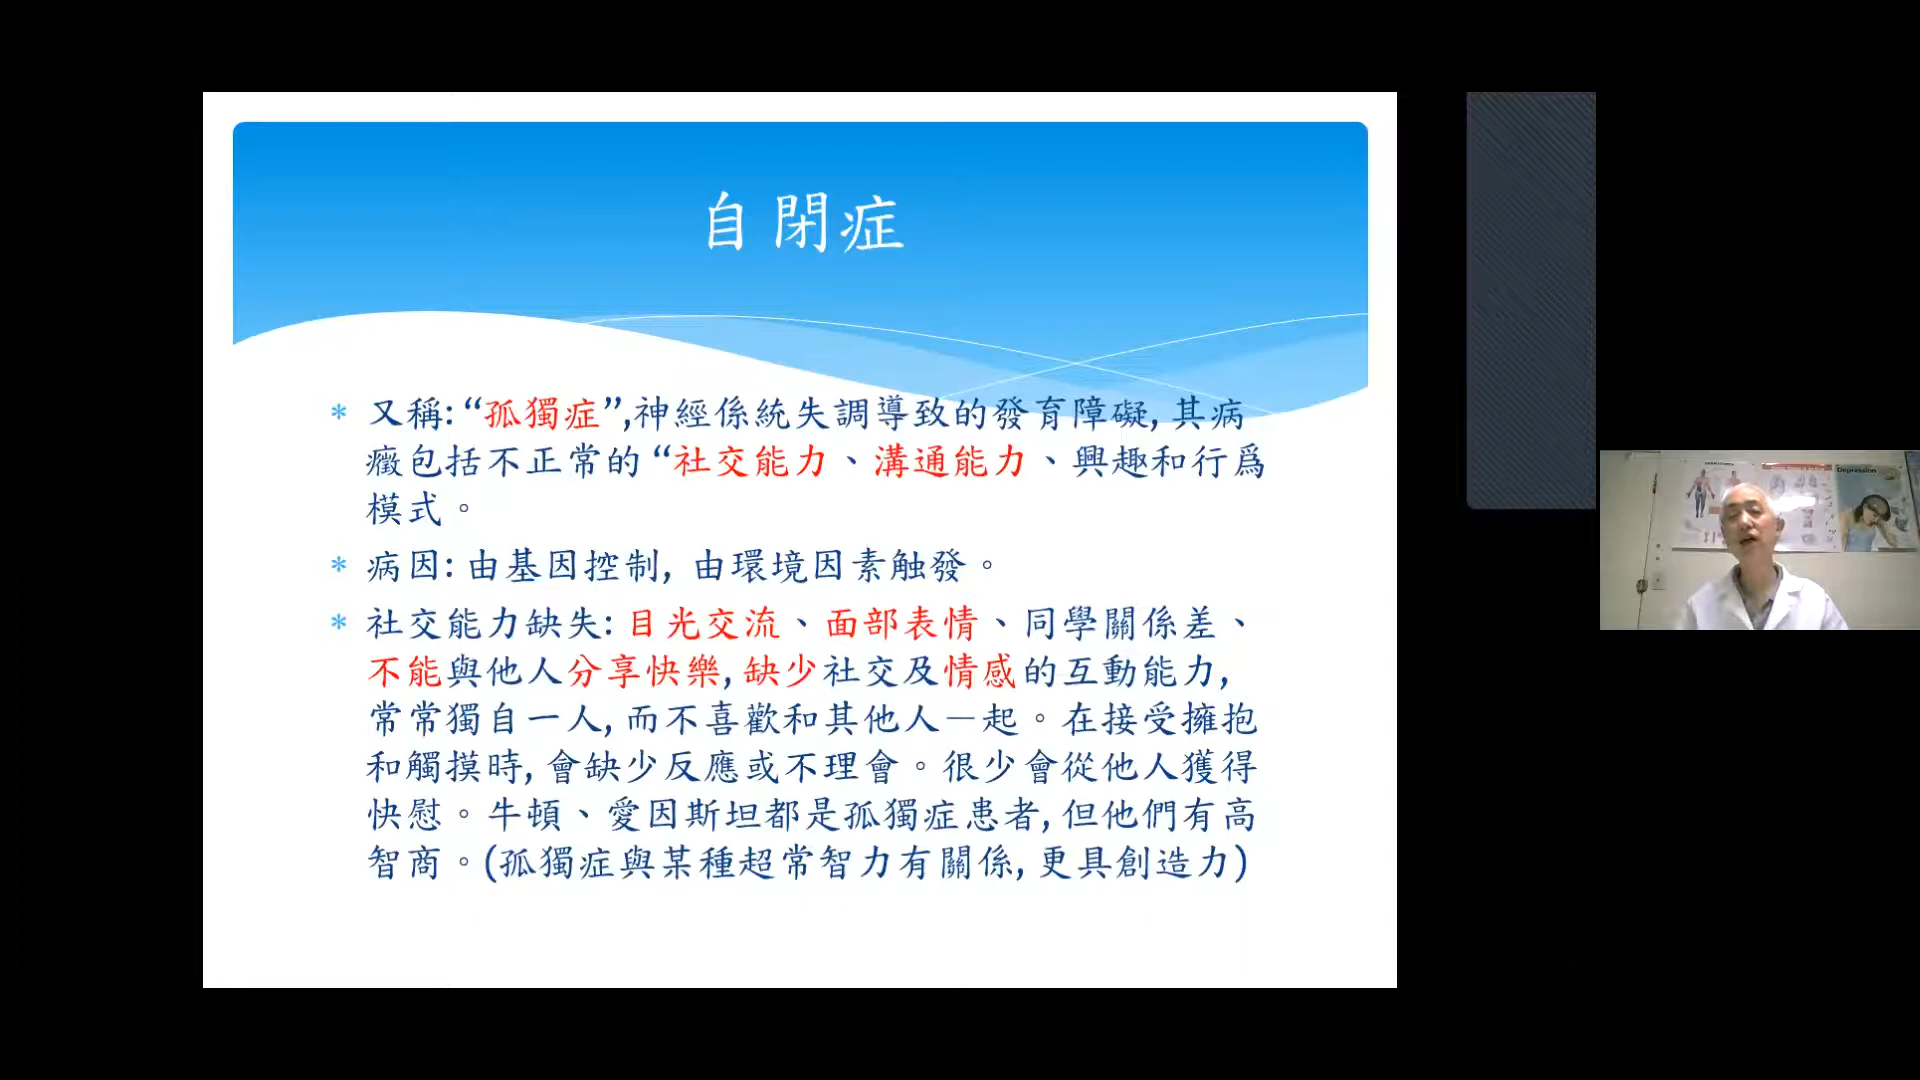 自閉症
* 又稱: “孤獨症”,神經係統失調導致的發育障礙, 其病
癥包括不正常的 “社交能力、溝通能力、興趣和行爲
模式。
* 病因: 由基因控制, 由環境因素触發。
* 社交能力缺失: 目光交流、面部表情、同學關係差、
不能與他人分享快樂, 缺少社交及情感的互動能力,
常常獨自一人, 而不喜歡和其他人一起。在接受擁抱
和觸摸時, 會缺少反應或不理會。很少會從他人獲得
快慰。牛頓、愛因斯坦都是孤獨症患者, 但他們有高
智商。(孤獨症與某種超常智力有關係, 更具創造力)
Depression